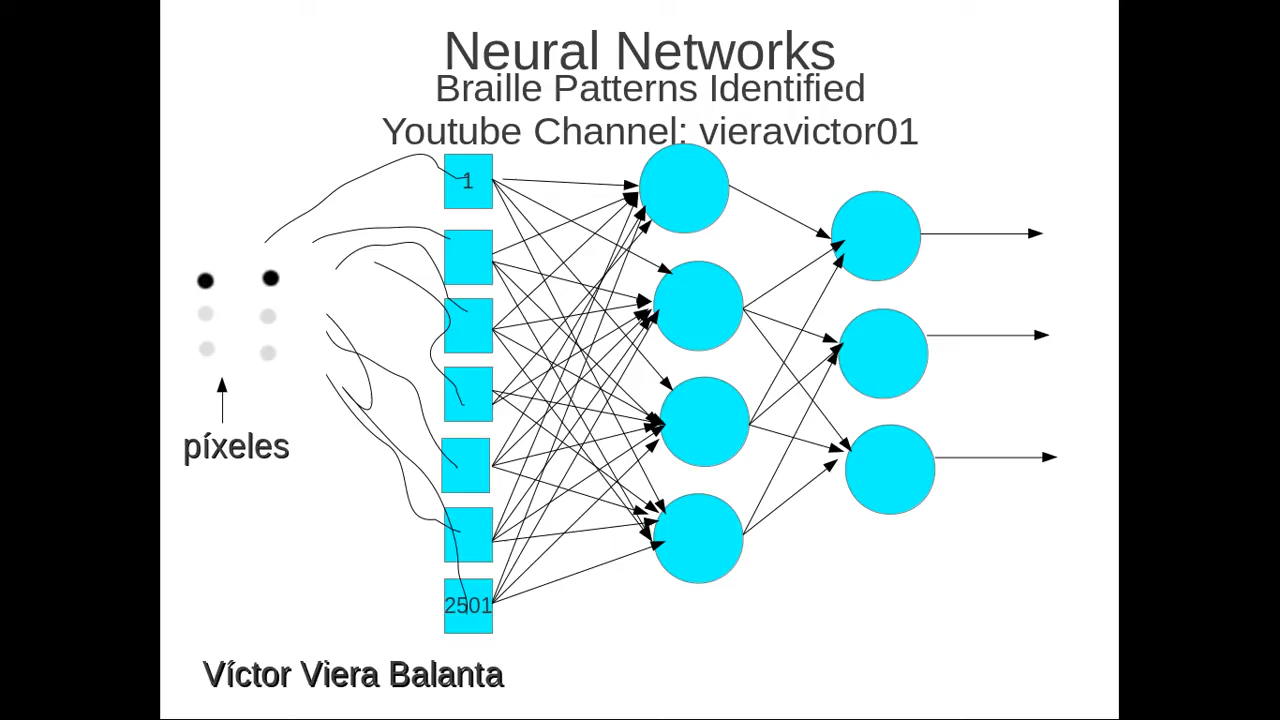 Neural Networks
Braille Patterns Identified
Youtube Channel: vieravictor01
1
píxeles
2501
Víctor Viera Balanta